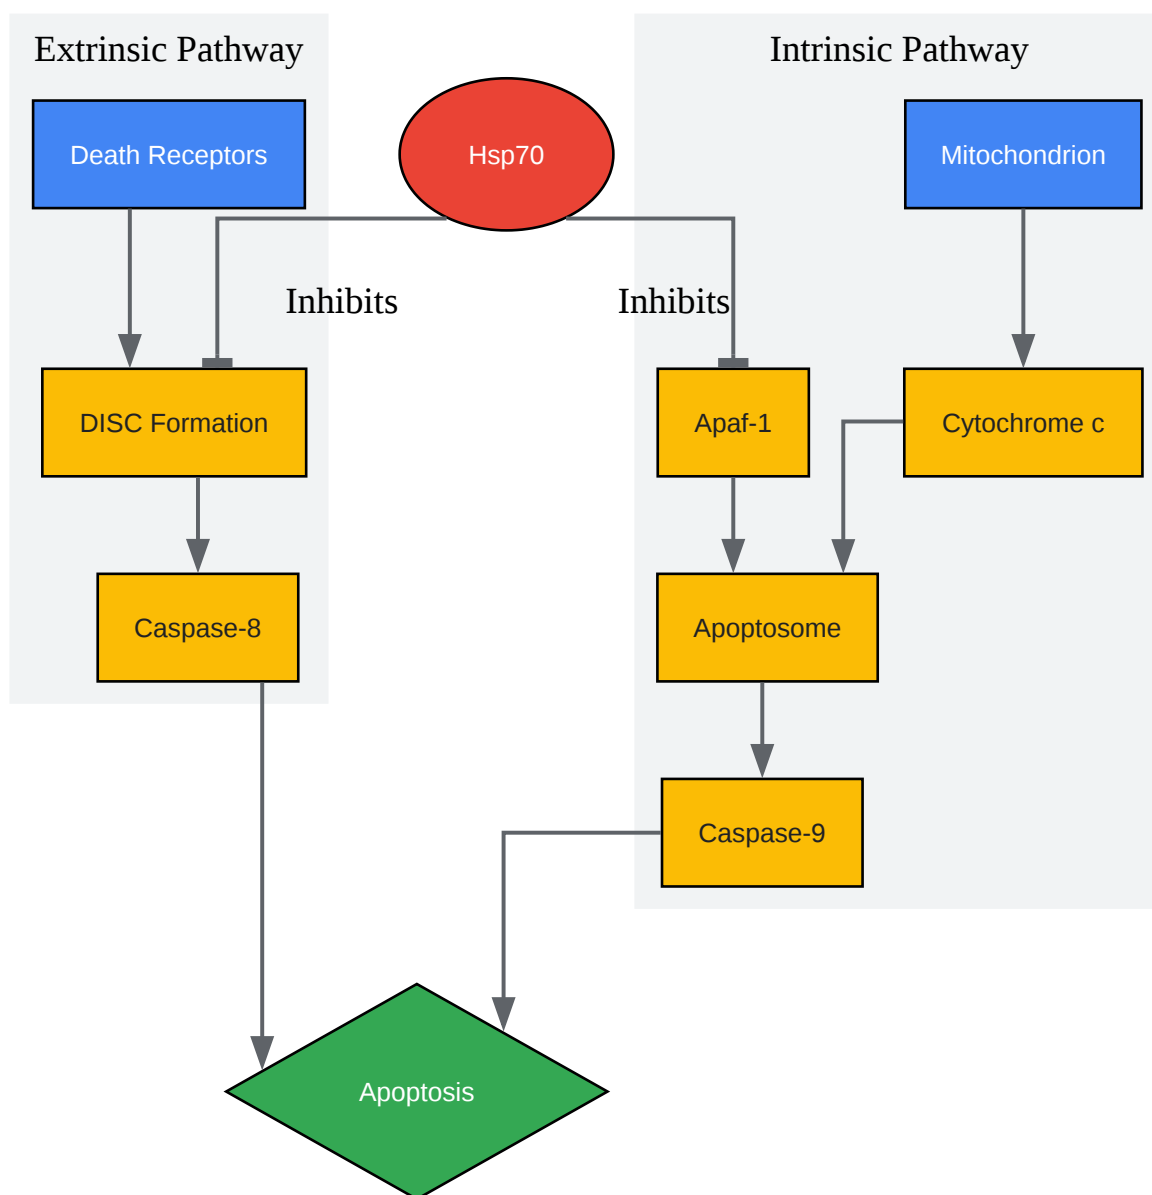 Extrinsic Pathway
Intrinsic Pathway
Death Receptors
Hsp70
Mitochondrion
Inhibits
Inhibits
DISC Formation
Apaf-1
Cytochrome c
Caspase-8
Apoptosome
Caspase-9
Apoptosis